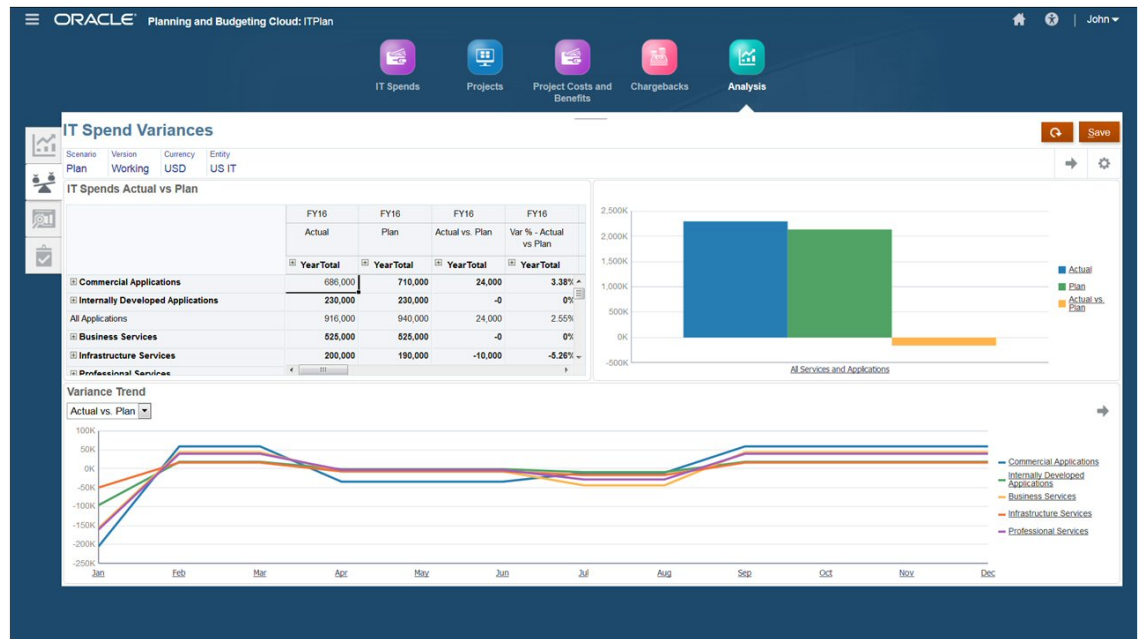 ORACLE Planning and Budgeting Cloud: ITPlan
John
IT Spends
Projects
Project Costs and
Benefits
Chargebacks
Analysis
IT Spend Variances
Save
Scenario Version Currency Entity
Plan Working USD US IT
IT Spends Actual vs Plan
FY16 FY16 FY16 FY16
Actual Plan Actual vs. Plan Var % - Actual
vs Plan
YearTotal YearTotal YearTotal YearTotal
Commercial Applications 686,000 710,000 24,000 3.38%
Internally Developed Applications 230,000 230,000 -0 0%
All Applications 916,000 940,000 24,000 2.55%
Business Services 525,000 525,000 -0 0%
Infrastructure Services 200,000 190,000 -10,000 -5.26%
Professional Services
2,500K
2,000K
1,500K
1,000K
500K
0K
-500K
All Services and Applications
Actual
Plan
Actual vs.
Plan
Variance Trend
Actual vs. Plan
100K
50K
0K
-50K
-100K
-150K
-200K
-250K
Jan Feb Mar Apr May Jun Jul Aug Sep Oct Nov Dec
Commercial Applications
Internally Developed
Applications
Business Services
Infrastructure Services
Professional Services